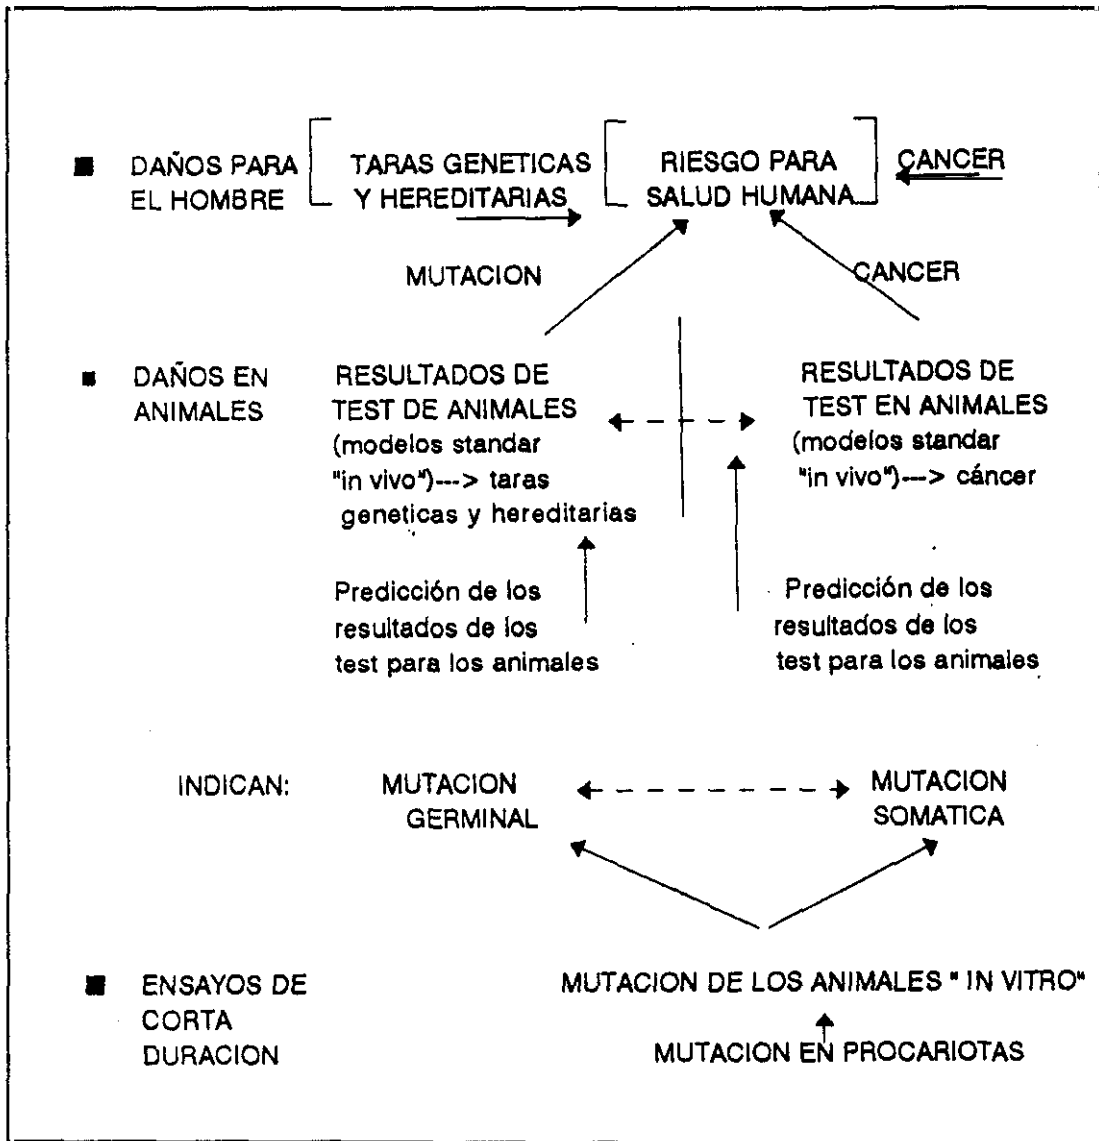 ■ DAÑOS PARA
EL HOMBRE
TARAS GENETICAS
Y HEREDITARIAS
RIESGO PARA
SALUD HUMANA
CANCER
MUTACION
CANCER
■ DAÑOS EN
ANIMALES
RESULTADOS DE
TEST DE ANIMALES
(modelos standar
"in vivo")---> taras
geneticas y hereditarias
RESULTADOS DE
TEST EN ANIMALES
(modelos standar
"in vivo")---> cáncer
Predicción de los
resultados de los
test para los animales
Predicción de los
resultados de los
test para los animales
INDICAN:
MUTACION
GERMINAL
MUTACION
SOMATICA
■ ENSAYOS DE
CORTA
DURACION
MUTACION DE LOS ANIMALES " IN VITRO"
MUTACION EN PROCARIOTAS